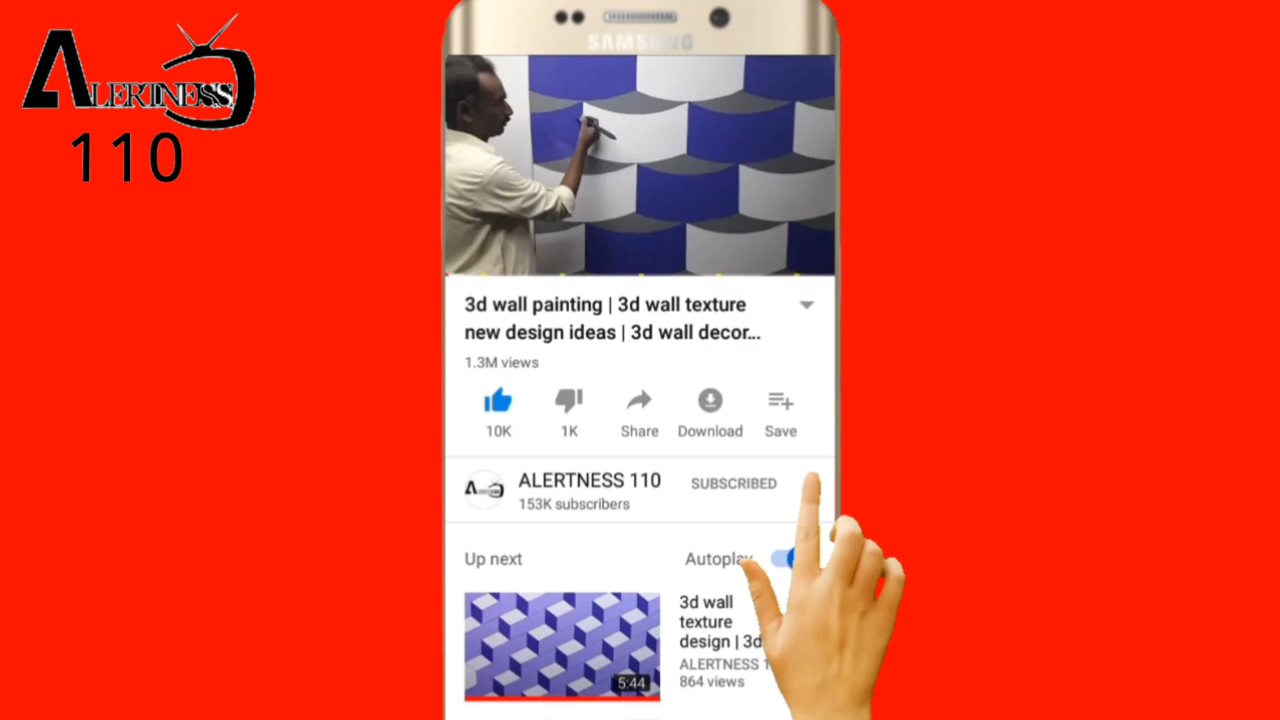 ALERTNESS
110
SAMSUNG
3d wall painting | 3d wall texture
new design ideas | 3d wall decor...
1.3M views
10K
1K
Share
Download
Save
ALERTNESS 110
153K subscribers
SUBSCRIBED
Up next
Autoplay
5:44
3d wall
texture
design | 3d
ALERTNESS 1
864 views